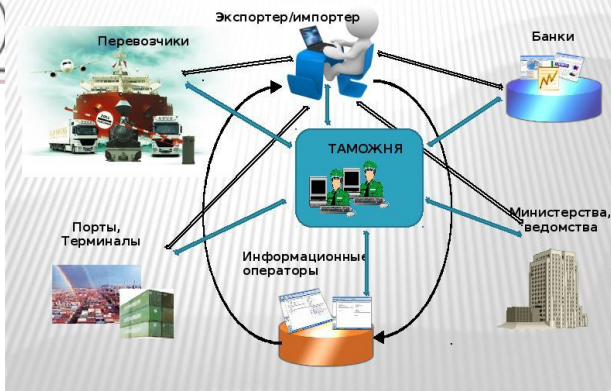 Экспортер/импортер
Перевозчики
Банки
ТАМОЖНЯ
Порты,
Терминалы
Министерства,
ведомства
Информационные
операторы